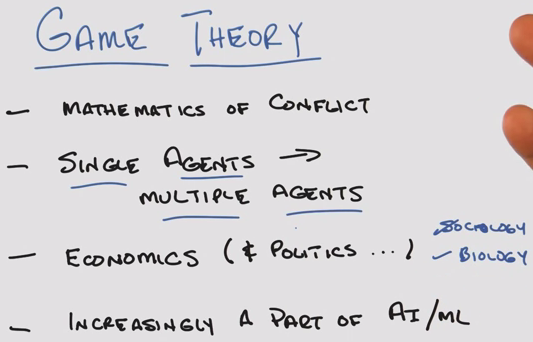 GAME THEORY
- MATHEMATICS OF CONFLICT
- SINGLE AGENTS →
MULTIPLE AGENTS
- ECONOMICS (& POLITICS ...)
- SOCIOLOGY
- BIOLOGY
- INCREASINGLY A PART OF AI/ML